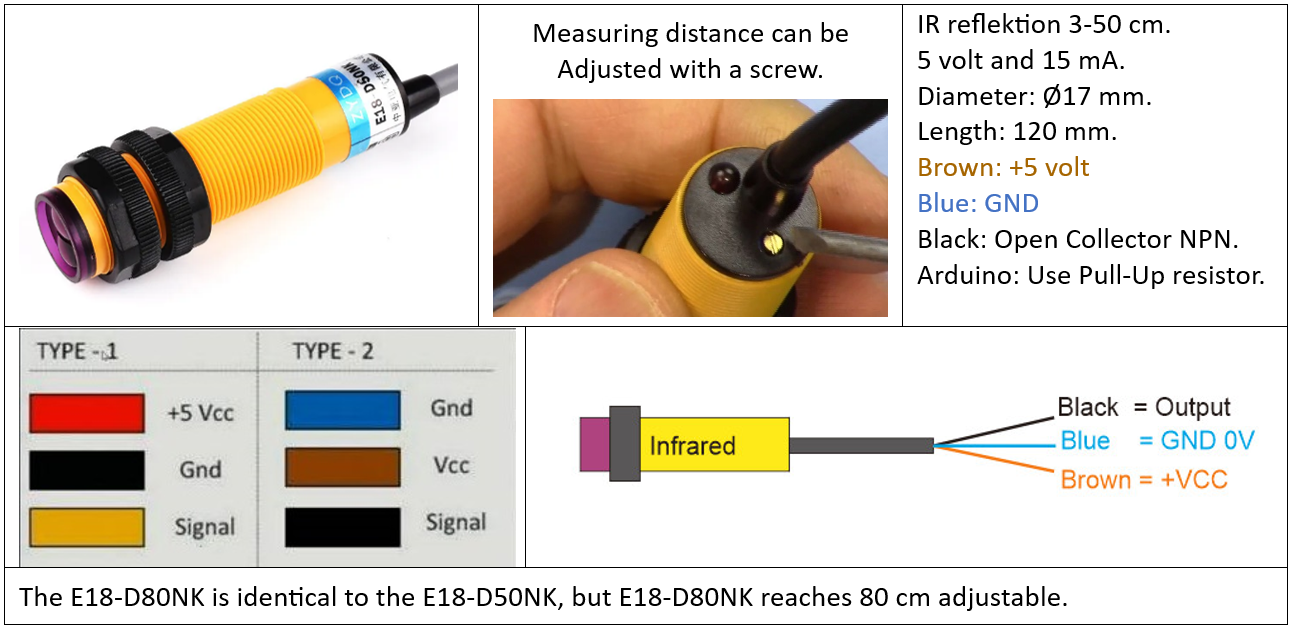 ZYDQ
E18-D50NK
Measuring distance can be
Adjusted with a screw.
IR reflektion 3-50 cm.
5 volt and 15 mA.
Diameter: Ø17 mm.
Length: 120 mm.
Brown: +5 volt
Blue: GND
Black: Open Collector NPN.
Arduino: Use Pull-Up resistor.
TYPE - 1
TYPE - 2
+5 Vcc
Gnd
Gnd
Vcc
Signal
Signal
Infrared
Black = Output
Blue = GND 0V
Brown = +VCC
The E18-D80NK is identical to the E18-D50NK, but E18-D80NK reaches 80 cm adjustable.